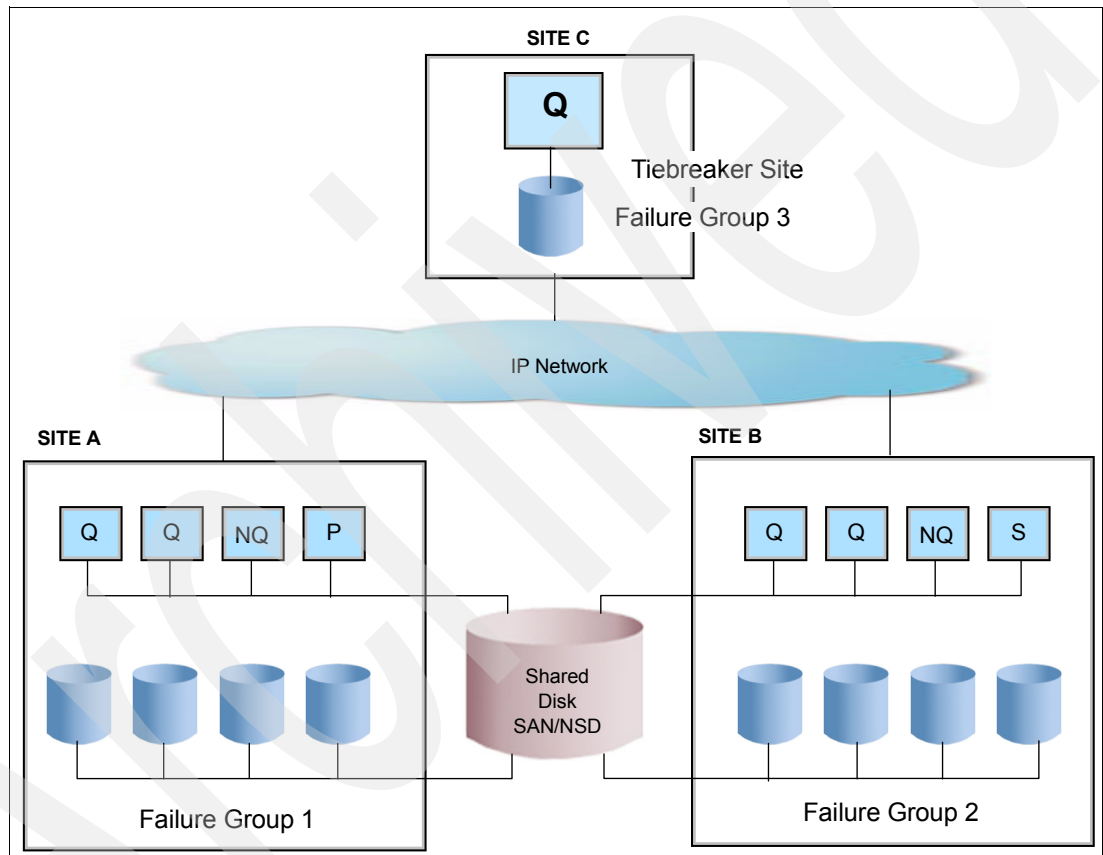 SITE C
Q
Tiebreaker Site
Failure Group 3
IP Network
SITE A
SITE B
Q
Q
NQ
P
Q
Q
NQ
S
Shared
Disk
SAN/NSD
Failure Group 1
Failure Group 2